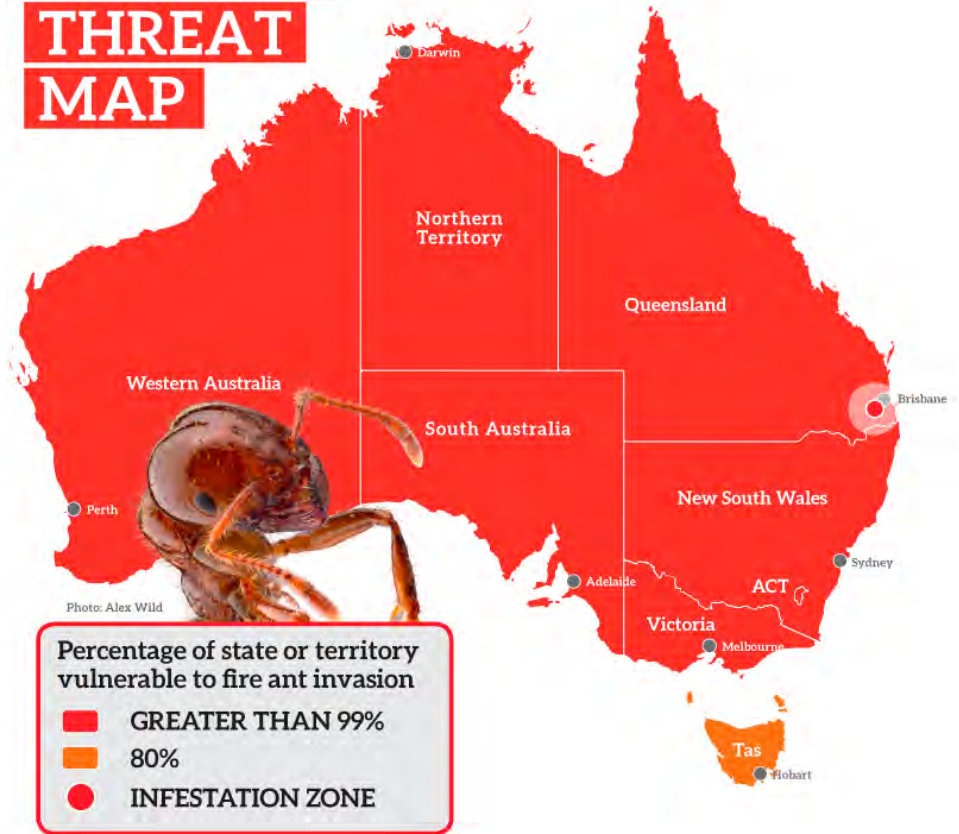 THREAT
MAP
Darwin
Northern
Territory
Queensland
Western Australia
Brisbane
South Australia
New South Wales
Perth
Sydney
Adelaide
ACT
Photo: Alex Wild
Victoria
Melbourne
Percentage of state or territory
vulnerable to fire ant invasion
GREATER THAN 99%
80%
INFESTATION ZONE
Tas
Hobart